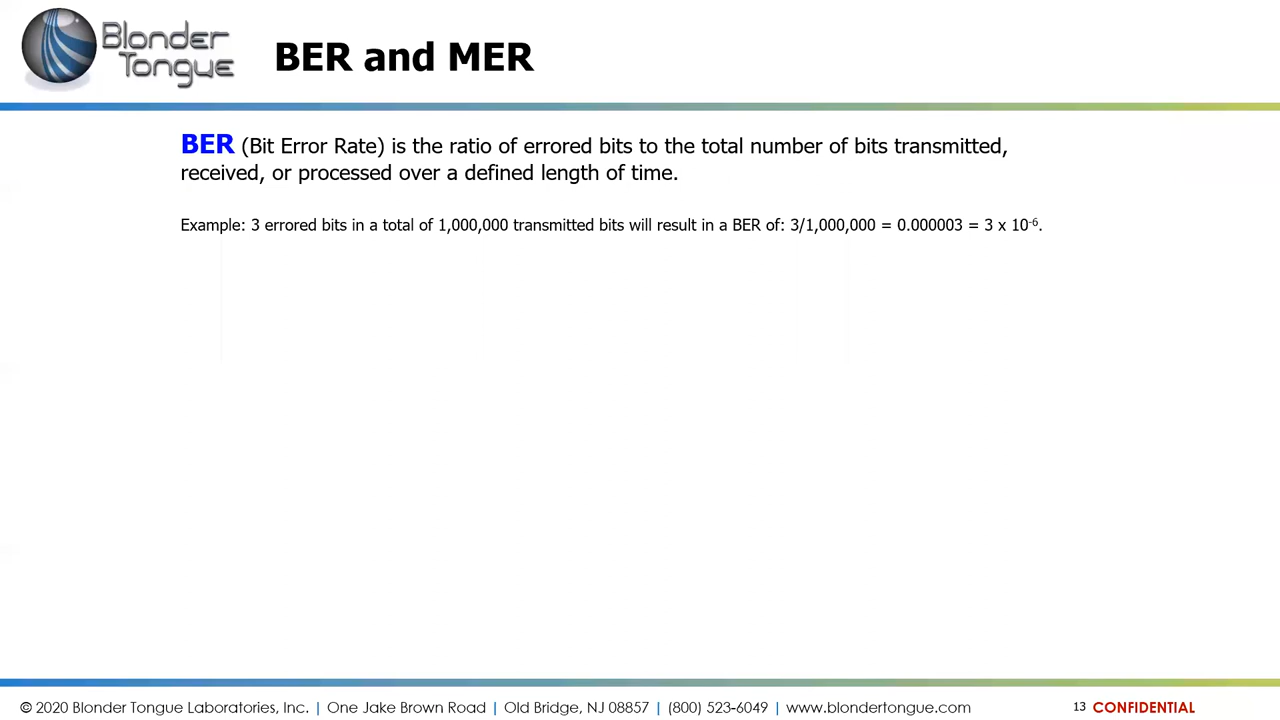 Blonder
Tongue
BER and MER
BER (Bit Error Rate) is the ratio of errored bits to the total number of bits transmitted,
received, or processed over a defined length of time.
Example: 3 errored bits in a total of 1,000,000 transmitted bits will result in a BER of: 3/1,000,000 = 0.000003 = 3 x 10⁻⁶.
© 2020 Blonder Tongue Laboratories, Inc. | One Jake Brown Road | Old Bridge, NJ 08857 | (800) 523-6049 | www.blondertongue.com 13 CONFIDENTIAL